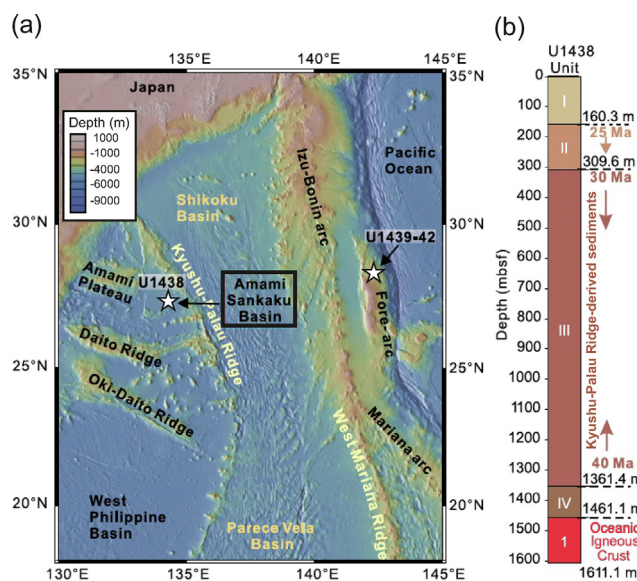 (a)
135°E
140°E
145°E
35°N
35°N
Japan
Depth (m)
1000
-1000
-3000
-5000
-7000
-9000
Pacific
Ocean
Izu-Bonin arc
Shikoku
Basin
30°N
30°N
U1439-42
Kyushu-Palau Ridge
Amami
Plateau
U1438
Amami
Sankaku
Basin
Fore-arc
Daito Ridge
25°N
25°N
Oki-Daito Ridge
Mariana arc
West Mariana Ridge
20°N
20°N
West
Philippine
Basin
Parece Vela
Basin
130°E
135°E
140°E
145°E
(b)
U1438
Unit
Depth (mbsf)
0
100
200
300
400
500
600
700
800
900
1000
1100
1200
1300
1400
1500
1600
I
160.3 m
25 Ma
II
309.6 m
30 Ma
III
Kyushu-Palau Ridge-derived sediments
40 Ma
1361.4 m
IV
1461.1 m
1
Oceanic
Igneous
Crust
1611.1 m